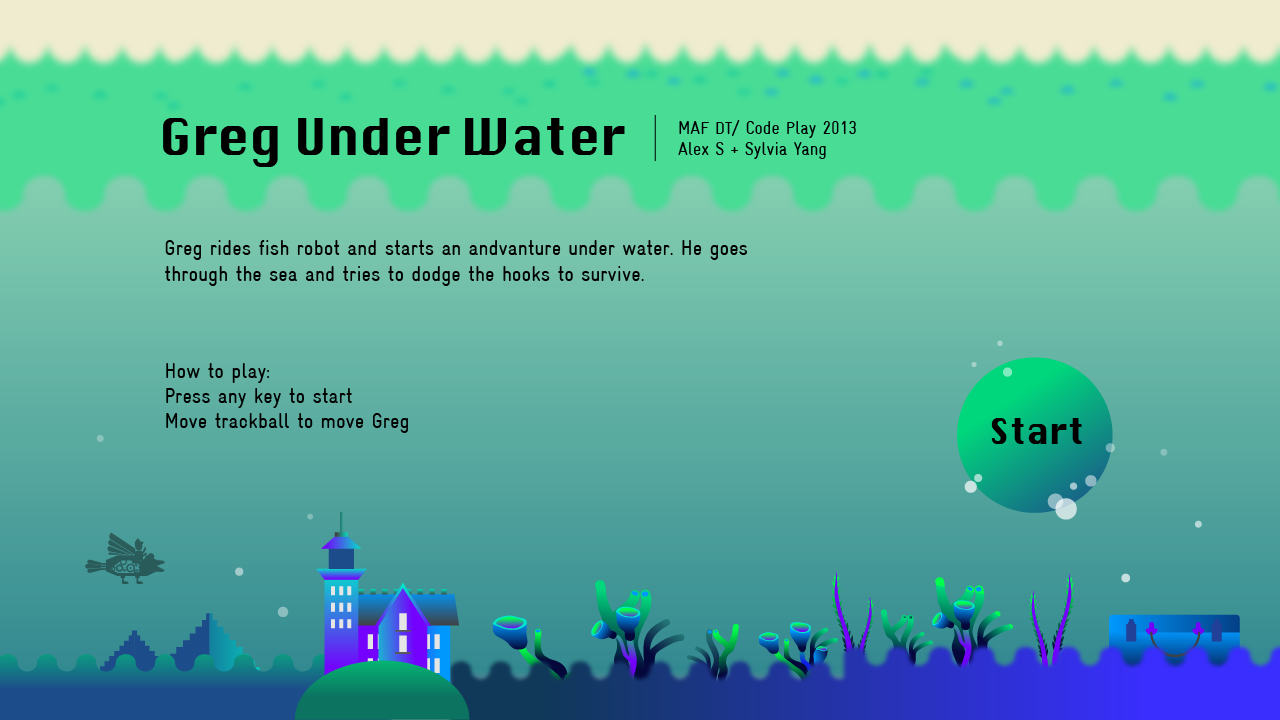 Greg Under Water
MAF DT/ Code Play 2013
Alex S + Sylvia Yang
Greg rides fish robot and starts an andvanture under water. He goes
through the sea and tries to dodge the hooks to survive.
How to play:
Press any key to start
Move trackball to move Greg
Start